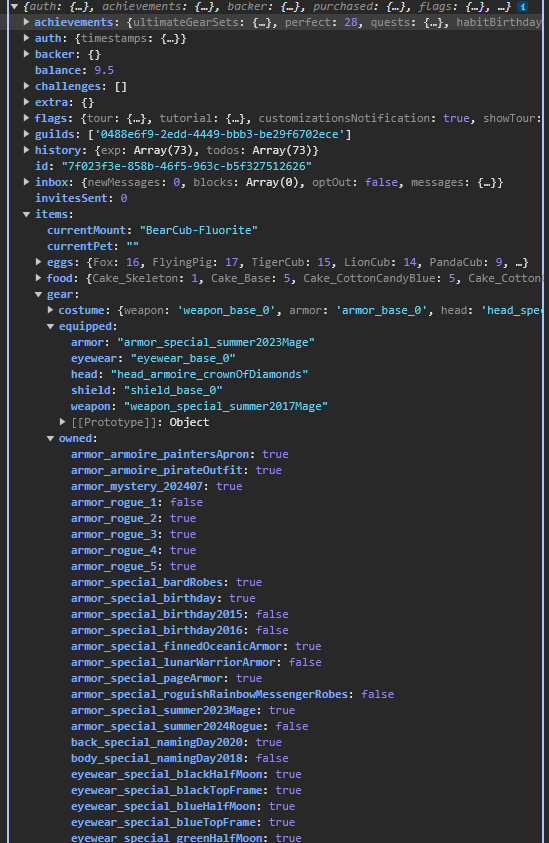 {auth: {…}, achievements: {…}, backer: {…}, purchased: {…}, flags: {…}, …} i
achievements: {ultimateGearSets: {…}, perfect: 28, quests: {…}, habitBirthday
auth: {timestamps: {…}}
backer: {}
balance: 9.5
challenges: []
extra: {}
flags: {tour: {…}, tutorial: {…}, customizationsNotification: true, showTour:
guilds: ['0488e6f9-2edd-4449-bbb3-be29f6702ece']
history: {exp: Array(73), todos: Array(73)}
id: "7f023f3e-858b-46f5-963c-b5f327512626"
inbox: {newMessages: 0, blocks: Array(0), optOut: false, messages: {…}}
invitesSent: 0
items:
currentMount: "BearCub-Fluorite"
currentPet: ""
eggs: {Fox: 16, FlyingPig: 17, TigerCub: 15, LionCub: 14, PandaCub: 9, …}
food: {Cake_Skeleton: 1, Cake_Base: 5, Cake_CottonCandyBlue: 5, Cake_Cotton
gear:
costume: {weapon: 'weapon_base_0', armor: 'armor_base_0', head: 'head_spe
equipped:
armor: "armor_special_summer2023Mage"
eyewear: "eyewear_base_0"
head: "head_armoire_crownOfDiamonds"
shield: "shield_base_0"
weapon: "weapon_special_summer2017Mage"
[[Prototype]]: Object
owned:
armor_armoire_paintersApron: true
armor_armoire_pirateOutfit: true
armor_mystery_202407: true
armor_rogue_1: false
armor_rogue_2: true
armor_rogue_3: true
armor_rogue_4: true
armor_rogue_5: true
armor_special_bardRobes: true
armor_special_birthday: true
armor_special_birthday2015: false
armor_special_birthday2016: false
armor_special_finnedOceanicArmor: true
armor_special_lunarWarriorArmor: false
armor_special_pageArmor: true
armor_special_roguishRainbowMessengerRobes: false
armor_special_summer2023Mage: true
armor_special_summer2024Rogue: false
back_special_namingDay2020: true
body_special_namingDay2018: false
eyewear_special_blackHalfMoon: true
eyewear_special_blackTopFrame: true
eyewear_special_blueHalfMoon: true
eyewear_special_blueTopFrame: true
eyewear_special_greenHalfMoon: true